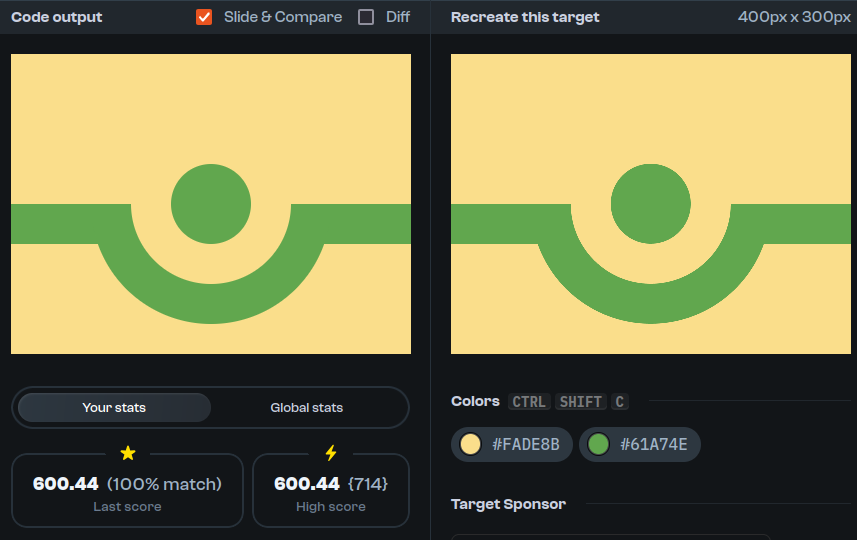 Code output
Slide & Compare
Diff
Recreate this target
400px x 300px
Colors CTRL SHIFT C
#FADE8B
#61A74E
Your stats
Global stats
600.44 (100% match)
Last score
600.44 {714}
High score
Target Sponsor